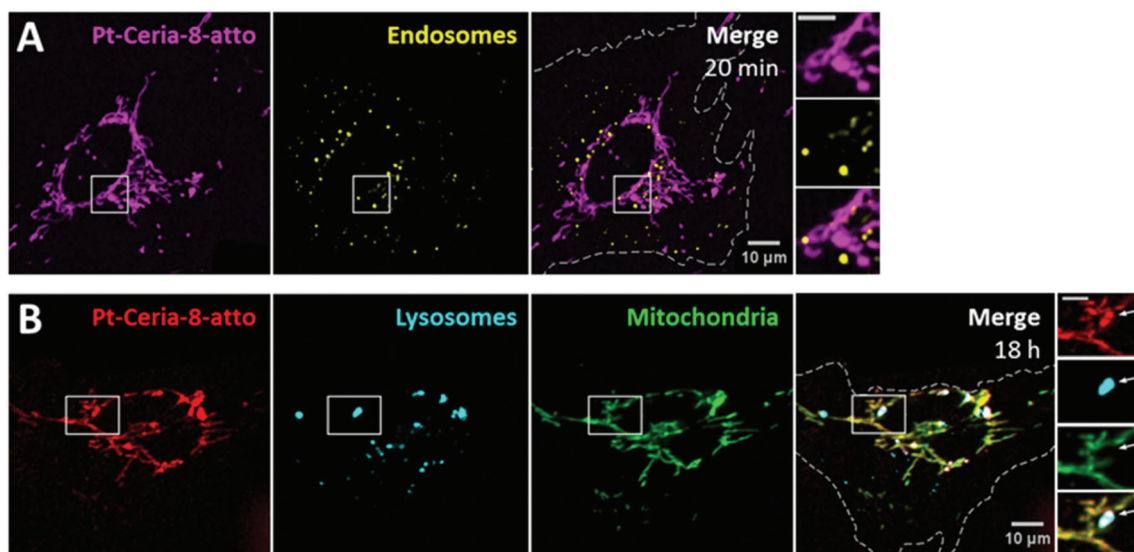 A
Pt-Ceria-8-atto
Endosomes
Merge
20 min
10 µm
B
Pt-Ceria-8-atto
Lysosomes
Mitochondria
Merge
18 h
10 µm